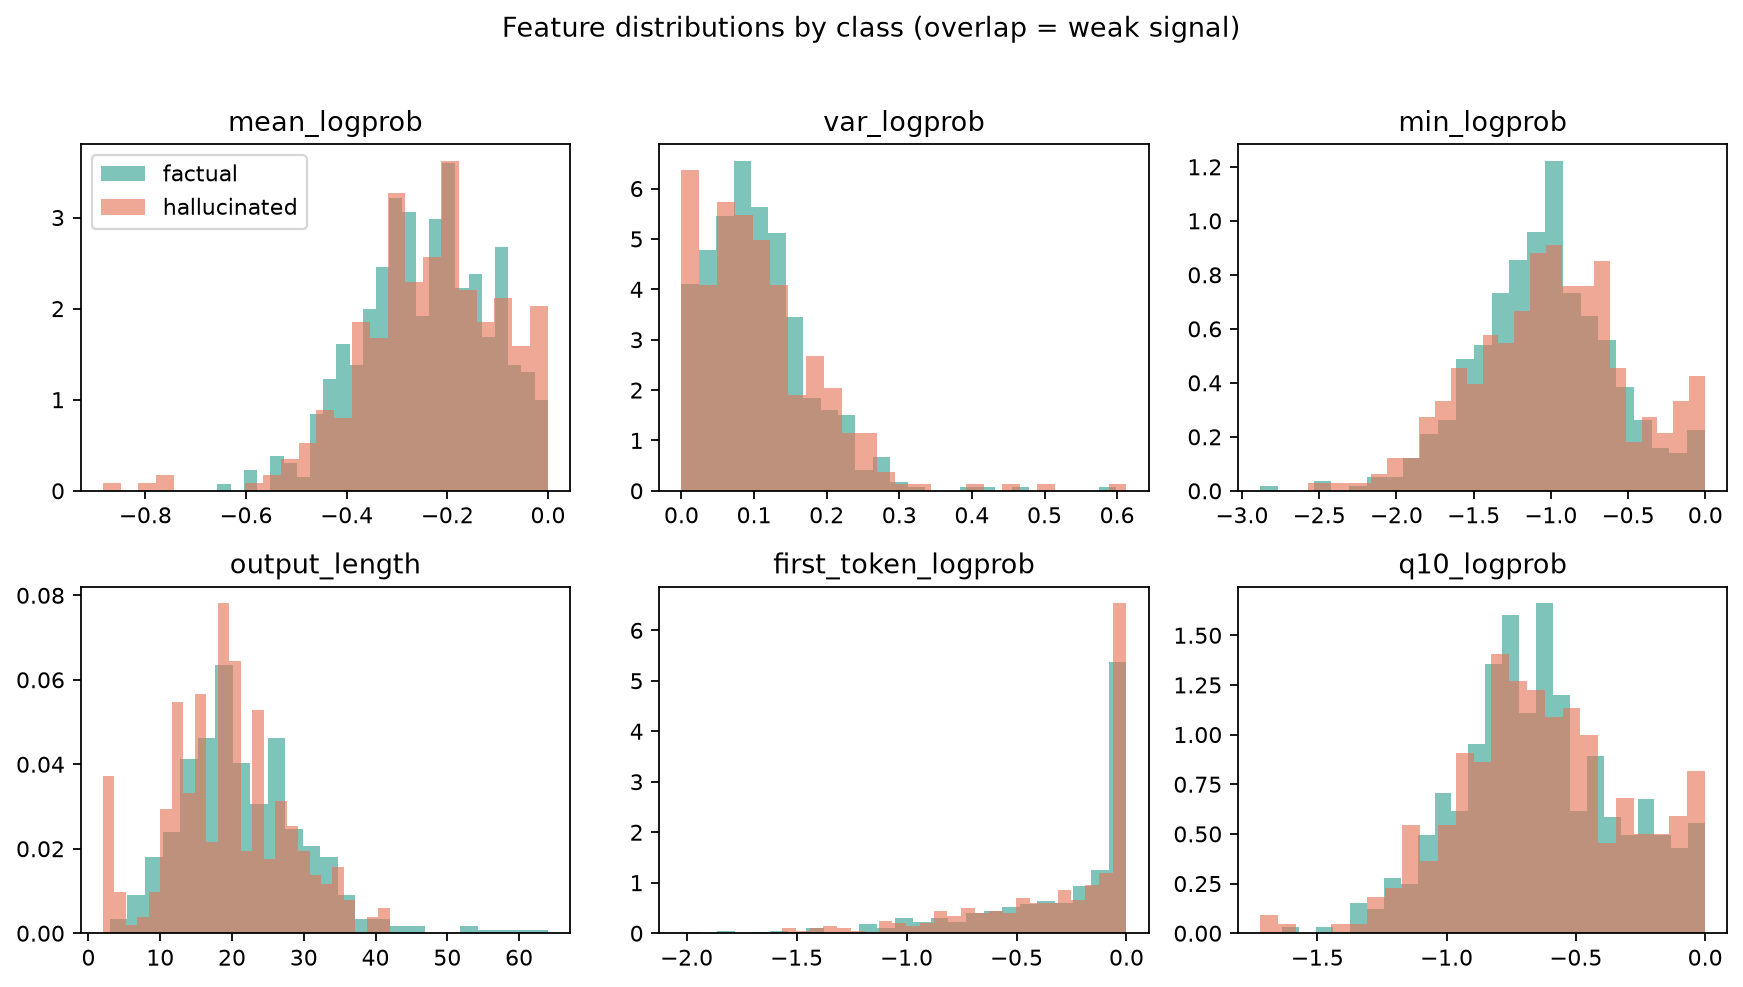 Feature distributions by class (overlap = weak signal)
mean_logprob
factual
hallucinated
3
2
1
0
−0.8 −0.6 −0.4 −0.2 0.0
var_logprob
6
5
4
3
2
1
0
0.0 0.1 0.2 0.3 0.4 0.5 0.6
min_logprob
1.2
1.0
0.8
0.6
0.4
0.2
0.0
−3.0 −2.5 −2.0 −1.5 −1.0 −0.5 0.0
output_length
0.08
0.06
0.04
0.02
0.00
0 10 20 30 40 50 60
first_token_logprob
6
5
4
3
2
1
0
−2.0 −1.5 −1.0 −0.5 0.0
q10_logprob
1.50
1.25
1.00
0.75
0.50
0.25
0.00
−1.5 −1.0 −0.5 0.0